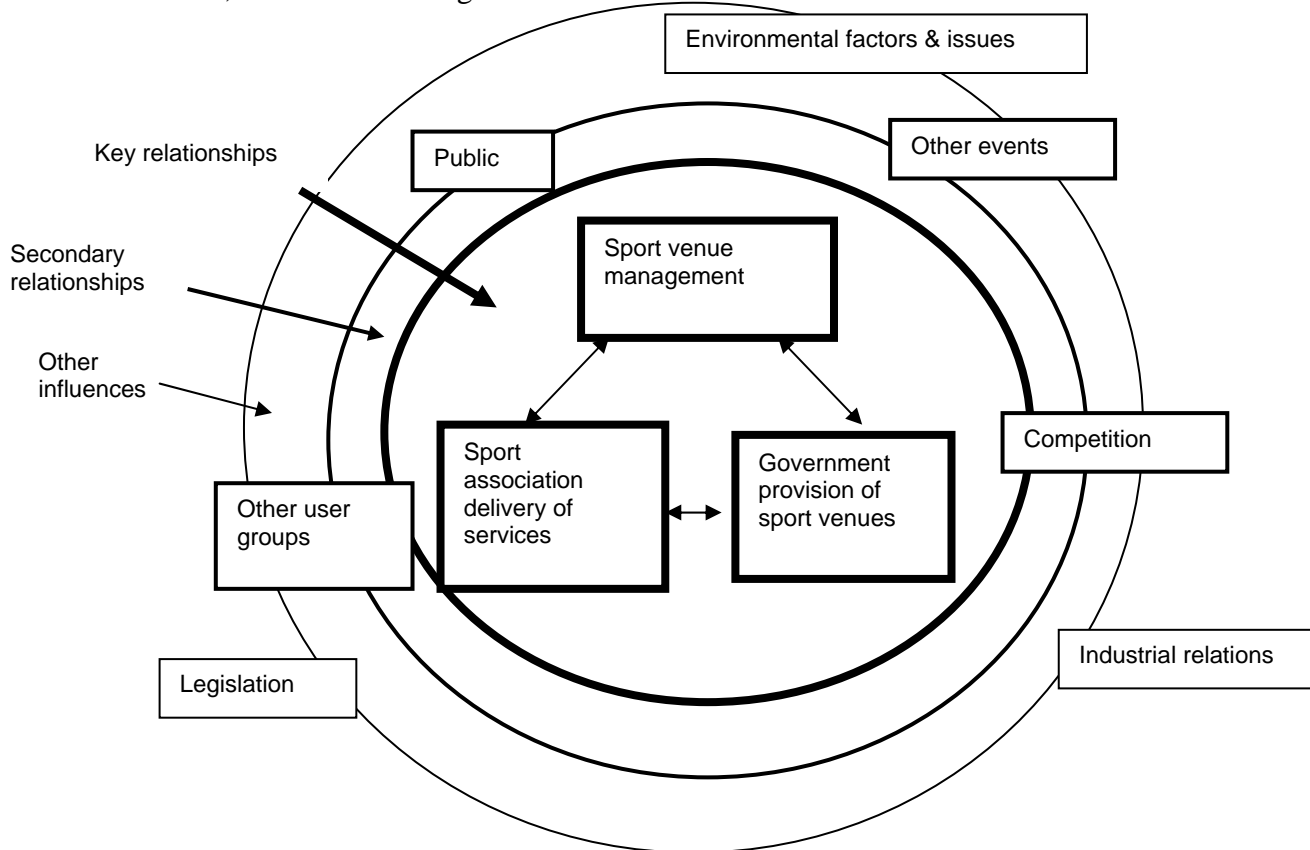 Environmental factors & issues
Key relationships
Public
Other events
Sport venue
management
Secondary
relationships
Other
influences
Sport
association
delivery of
services
Government
provision of
sport venues
Competition
Other user
groups
Legislation
Industrial relations